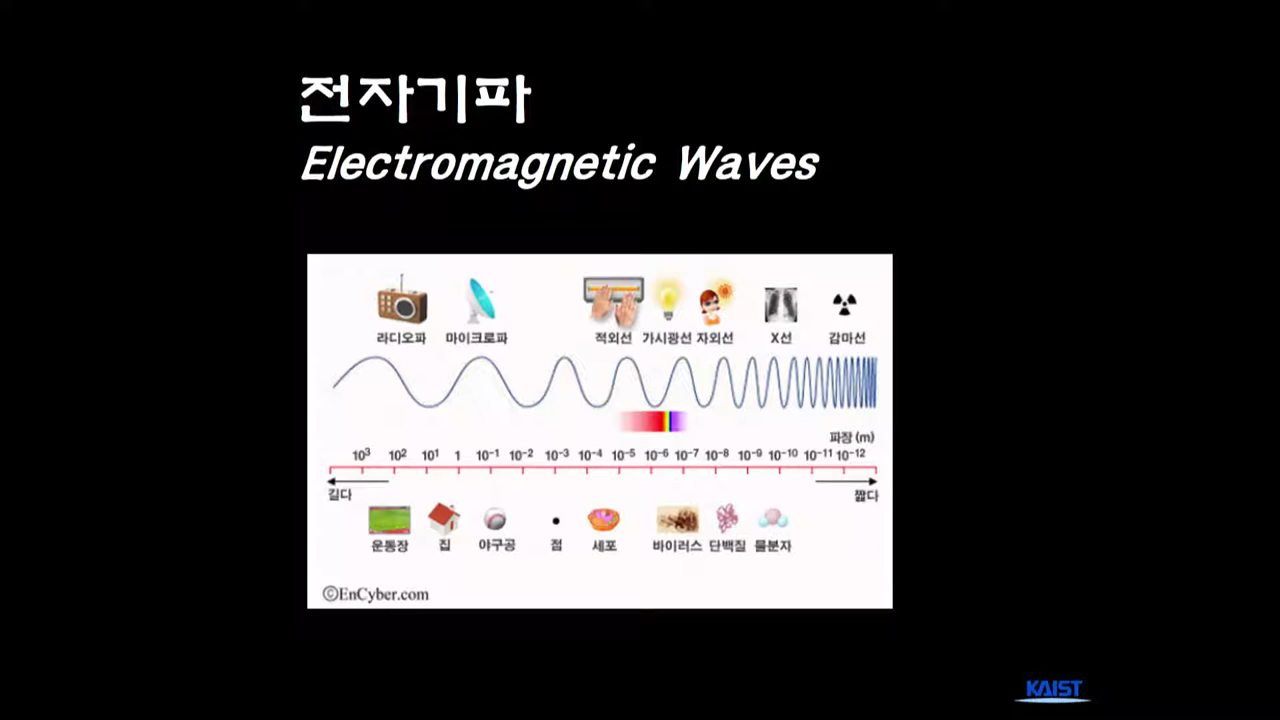 전자기파
Electromagnetic Waves
라디오파 마이크로파 적외선 가시광선 자외선 X선 감마선
파장 (m)
10³ 10² 10¹ 1 10⁻¹ 10⁻² 10⁻³ 10⁻⁴ 10⁻⁵ 10⁻⁶ 10⁻⁷ 10⁻⁸ 10⁻⁹ 10⁻¹⁰ 10⁻¹¹ 10⁻¹²
길다 짧다
운동장 집 야구공 점 세포 바이러스 단백질 물분자
©EnCyber.com
KAIST